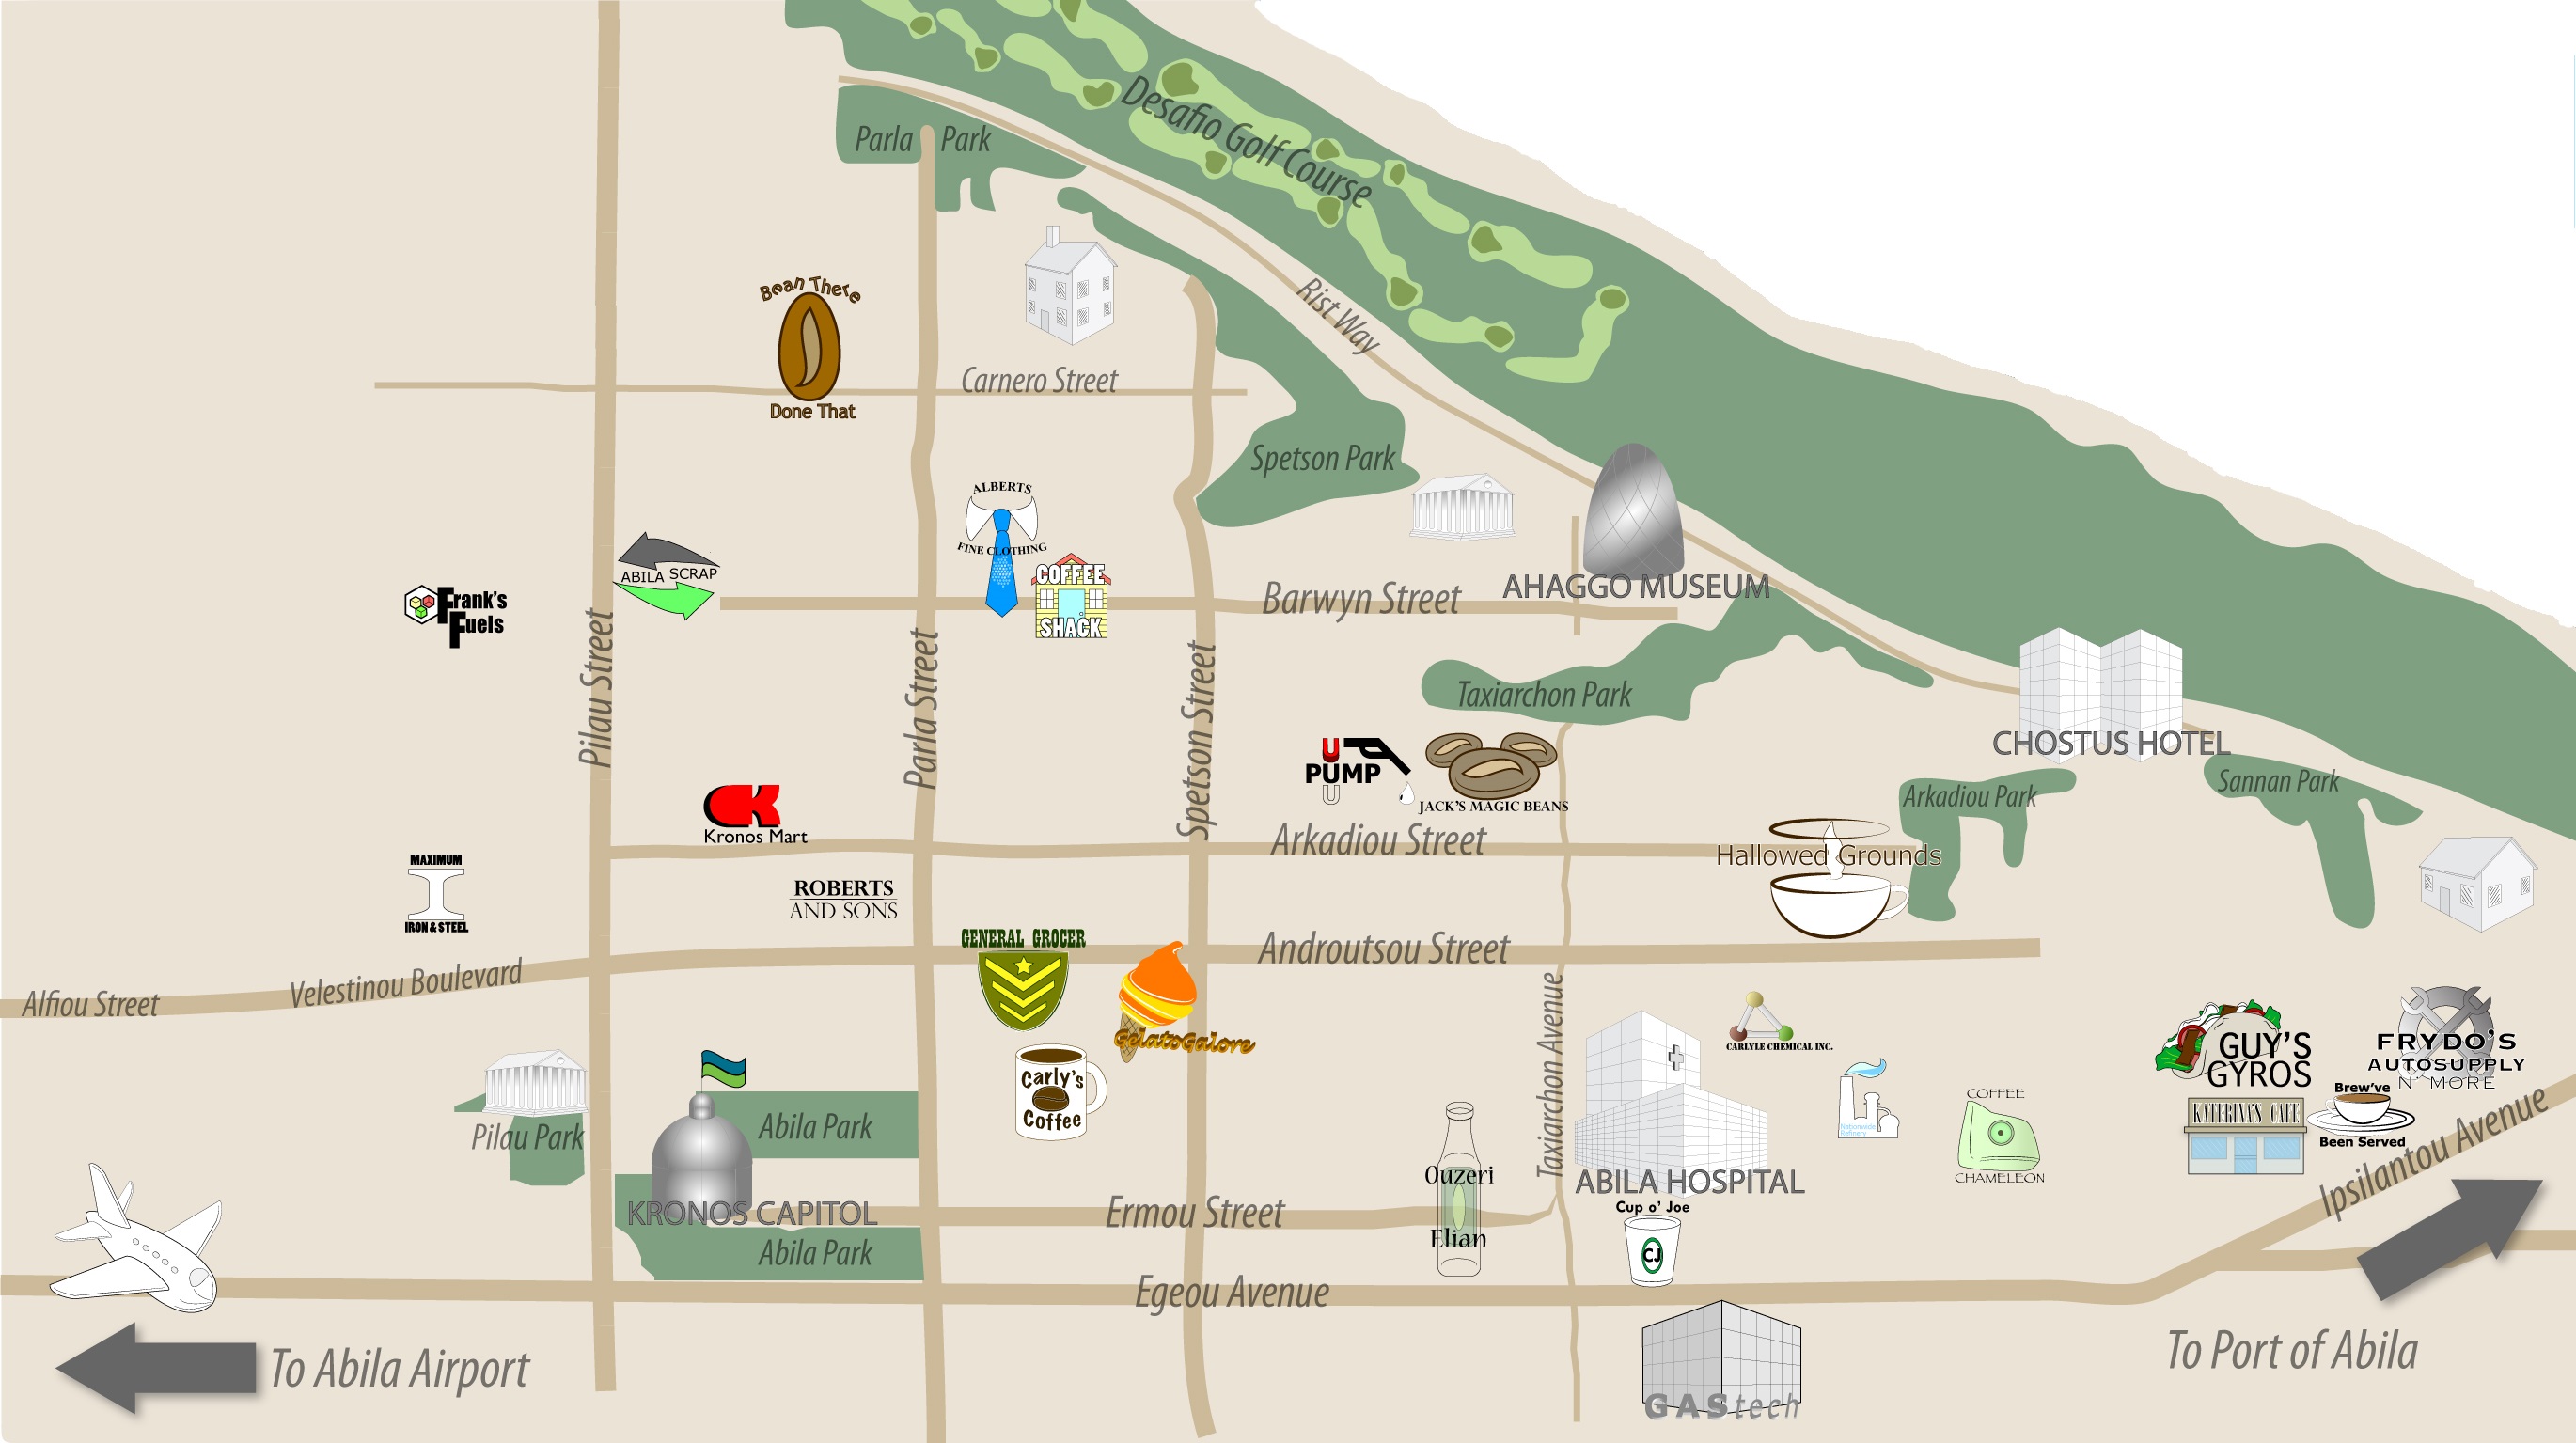 Desafio Golf Course
Parla Park
Rist Way
Bean There
Done That
Carnero Street
Spetson Park
ALBERTS
FINE CLOTHING
ABILA SCRAP
Frank's
Fuels
COFFEE
SHACK
Barwyn Street
AHAGGO MUSEUM
Pilau Street
Parla Street
Spetson Street
Taxiarchon Park
CHOSTUS HOTEL
U
PUMP
U
JACK'S MAGIC BEANS
Arkadiou Park
Sannan Park
Kronos Mart
Arkadiou Street
Hallowed Grounds
MAXIMUM
IRON & STEEL
ROBERTS
AND SONS
GENERAL GROCER
Androutsou Street
Alfiou Street
Velestinou Boulevard
GelatoGalore
Taxiarchon Avenue
CARLYLE CHEMICAL INC.
GUY'S
GYROS
FRYDO'S
AUTOSUPPLY
N' MORE
Carly's
Coffee
Nationwide
Refinery
COFFEE
CHAMELEON
KATERINA'S CAFE
Brew've
Been Served
Pilau Park
Abila Park
Ouzeri
Elian
ABILA HOSPITAL
Ipsilantou Avenue
KRONOS CAPITOL
Ermou Street
Cup o' Joe
CJ
Abila Park
Egeou Avenue
To Abila Airport
GAStech
To Port of Abila